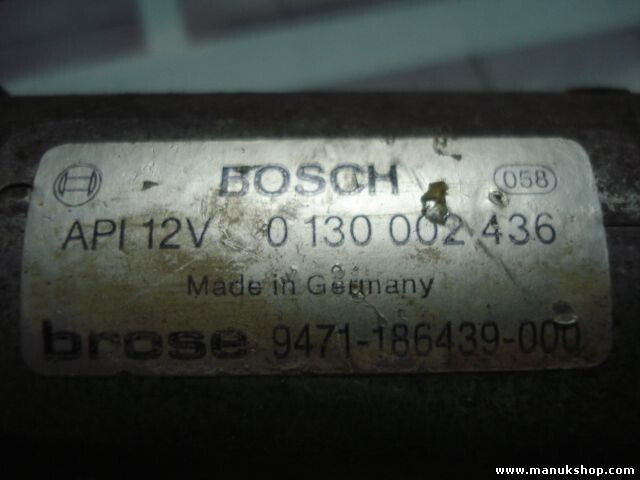 BOSCH 058
API 12V 0 130 002 436
Made in Germany
brose 9471-186439-000
www.manukshop.com